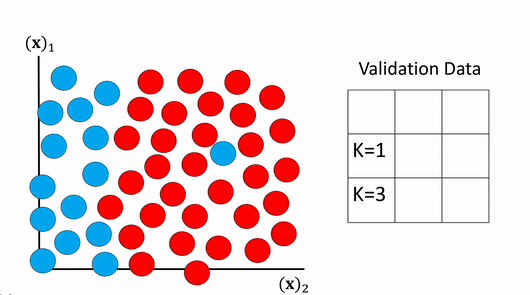 (x)₁
Validation Data
K=1
K=3
(x)₂